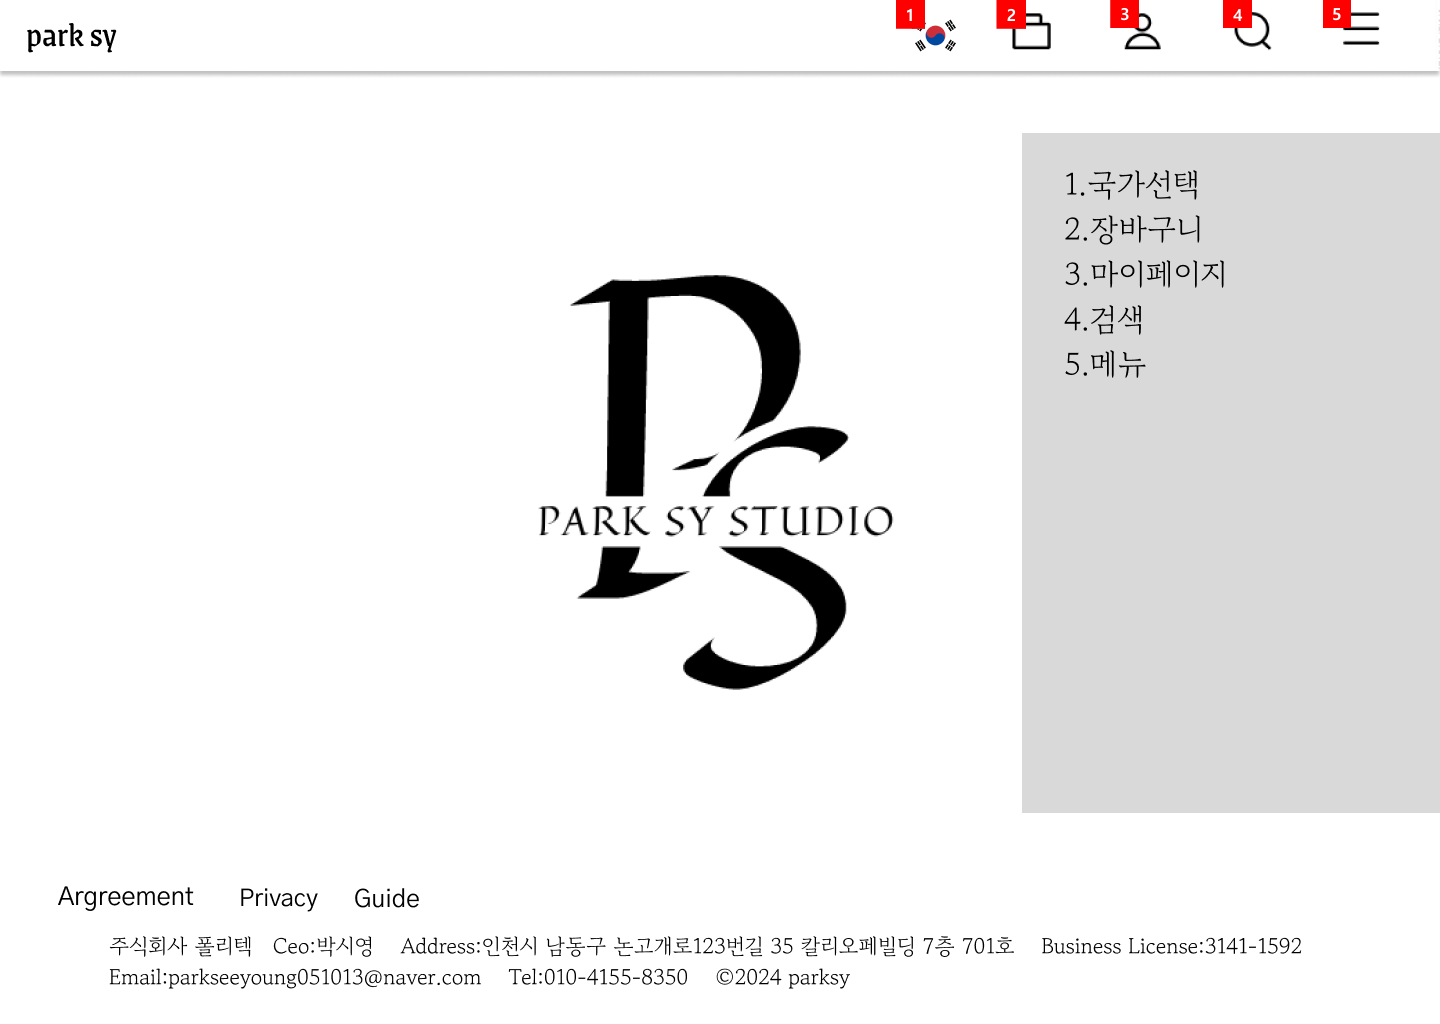 park sy
1
2
3
4
5
1.국가선택
2.장바구니
3.마이페이지
4.검색
5.메뉴
PS
PARK SY STUDIO
Argreement Privacy Guide
주식회사 폴리텍 Ceo:박시영 Address:인천시 남동구 논고개로123번길 35 칼리오페빌딩 7층 701호 Business License:3141-1592
Email:parkseeyoung051013@naver.com Tel:010-4155-8350 ©2024 parksy